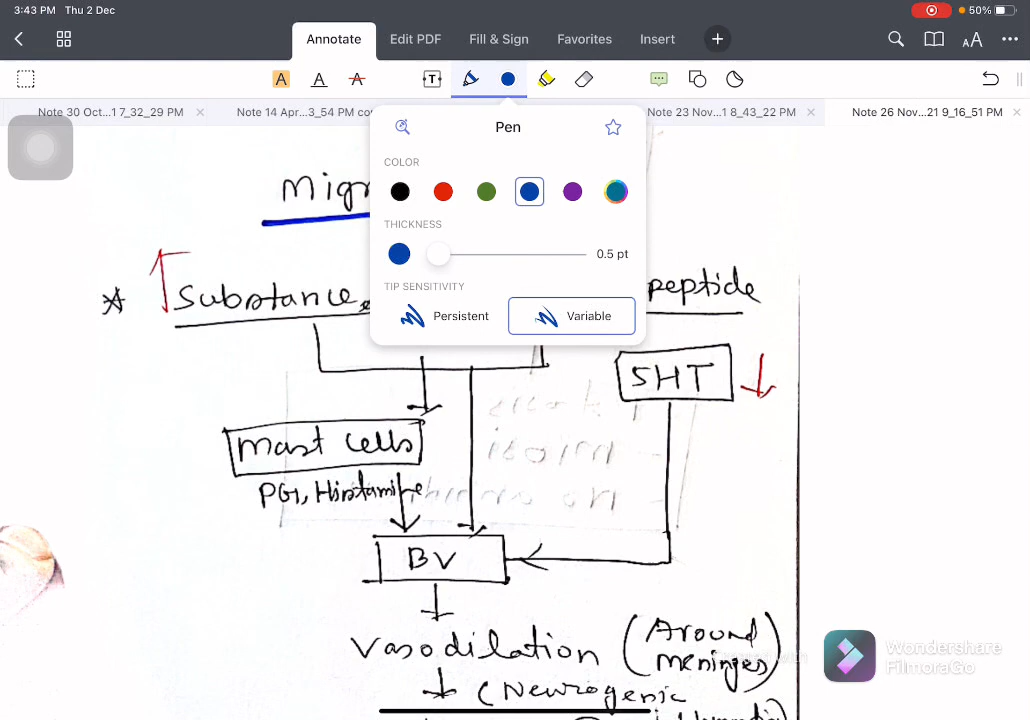 3:43 PM Thu 2 Dec
50%
Annotate Edit PDF Fill & Sign Favorites Insert
Note 30 Oct...1 7_32_29 PM
Note 14 Apr...3_54 PM
Note 23 Nov...1 8_43_22 PM
Note 26 Nov...21 9_16_51 PM
Pen
COLOR
THICKNESS
0.5 pt
TIP SENSITIVITY
Persistent Variable
Migr
Substance
peptide
5HT
Mast cells
PG, Histamine
BV
Vasodilation (Around
meninges)
(Neurogenic
Wondershare
FilmoraGo